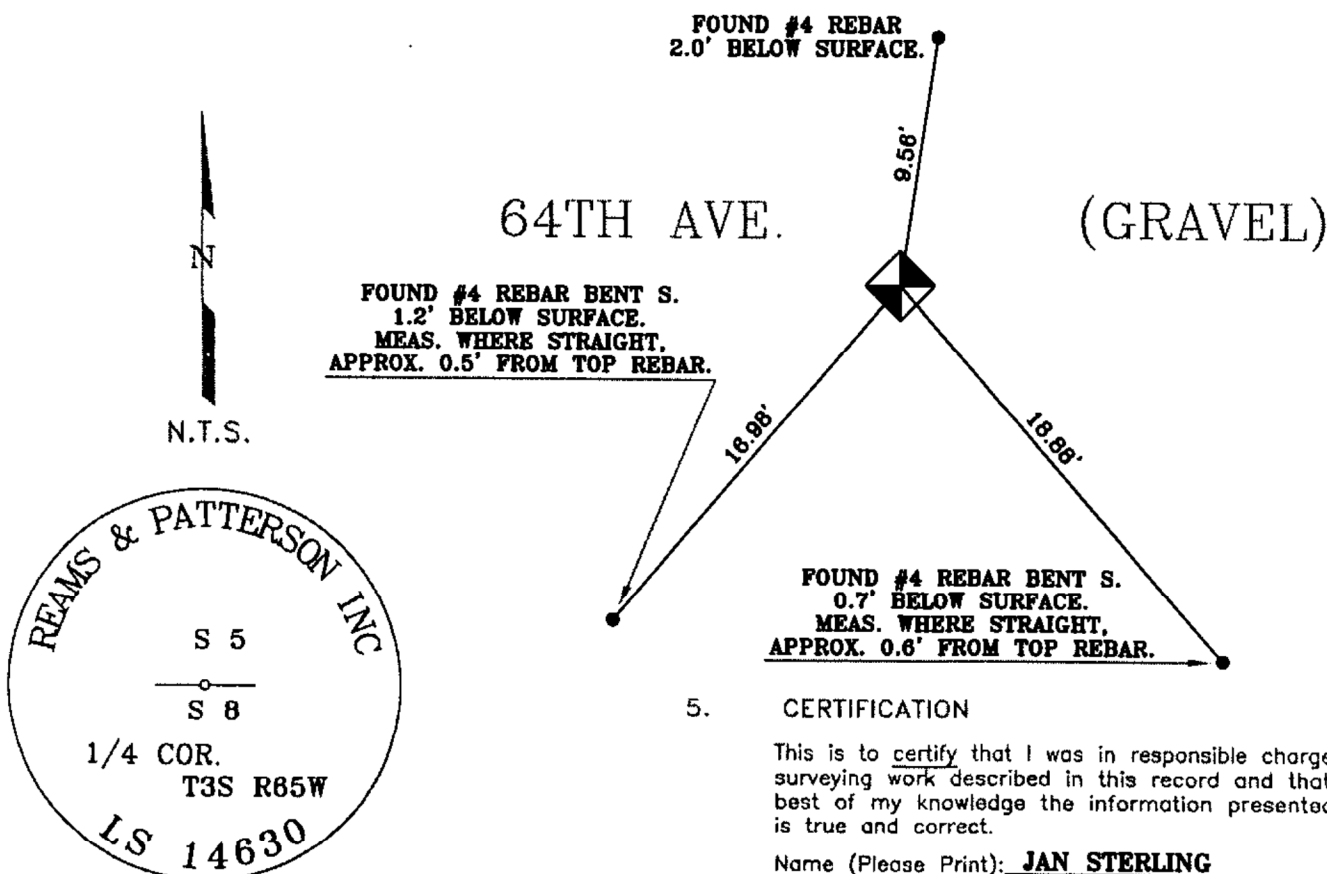 FOUND #4 REBAR
2.0' BELOW SURFACE.
9.56'
64TH AVE.
(GRAVEL)
N
N.T.S.
FOUND #4 REBAR BENT S.
1.2' BELOW SURFACE.
MEAS. WHERE STRAIGHT,
APPROX. 0.5' FROM TOP REBAR.
16.98'
18.88'
FOUND #4 REBAR BENT S.
0.7' BELOW SURFACE.
MEAS. WHERE STRAIGHT,
APPROX. 0.6' FROM TOP REBAR.
REAMS & PATTERSON INC
S 5
S 8
1/4 COR.
T3S R65W
LS 14630
5. CERTIFICATION
This is to certify that I was in responsible charge
surveying work described in this record and that
best of my knowledge the information presented
is true and correct.
Name (Please Print): JAN STERLING